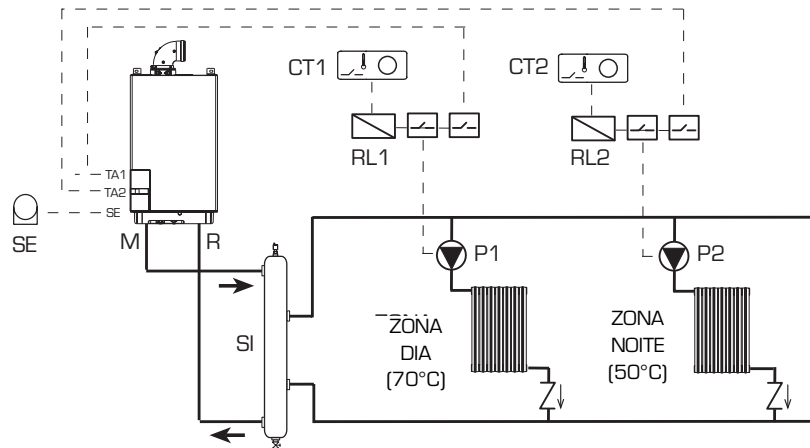 CT1
CT2
RL1
RL2
TA1
TA2
SE
SE
M R
P1
P2
SI
ZONA
DIA
(70°C)
ZONA
NOITE
(50°C)